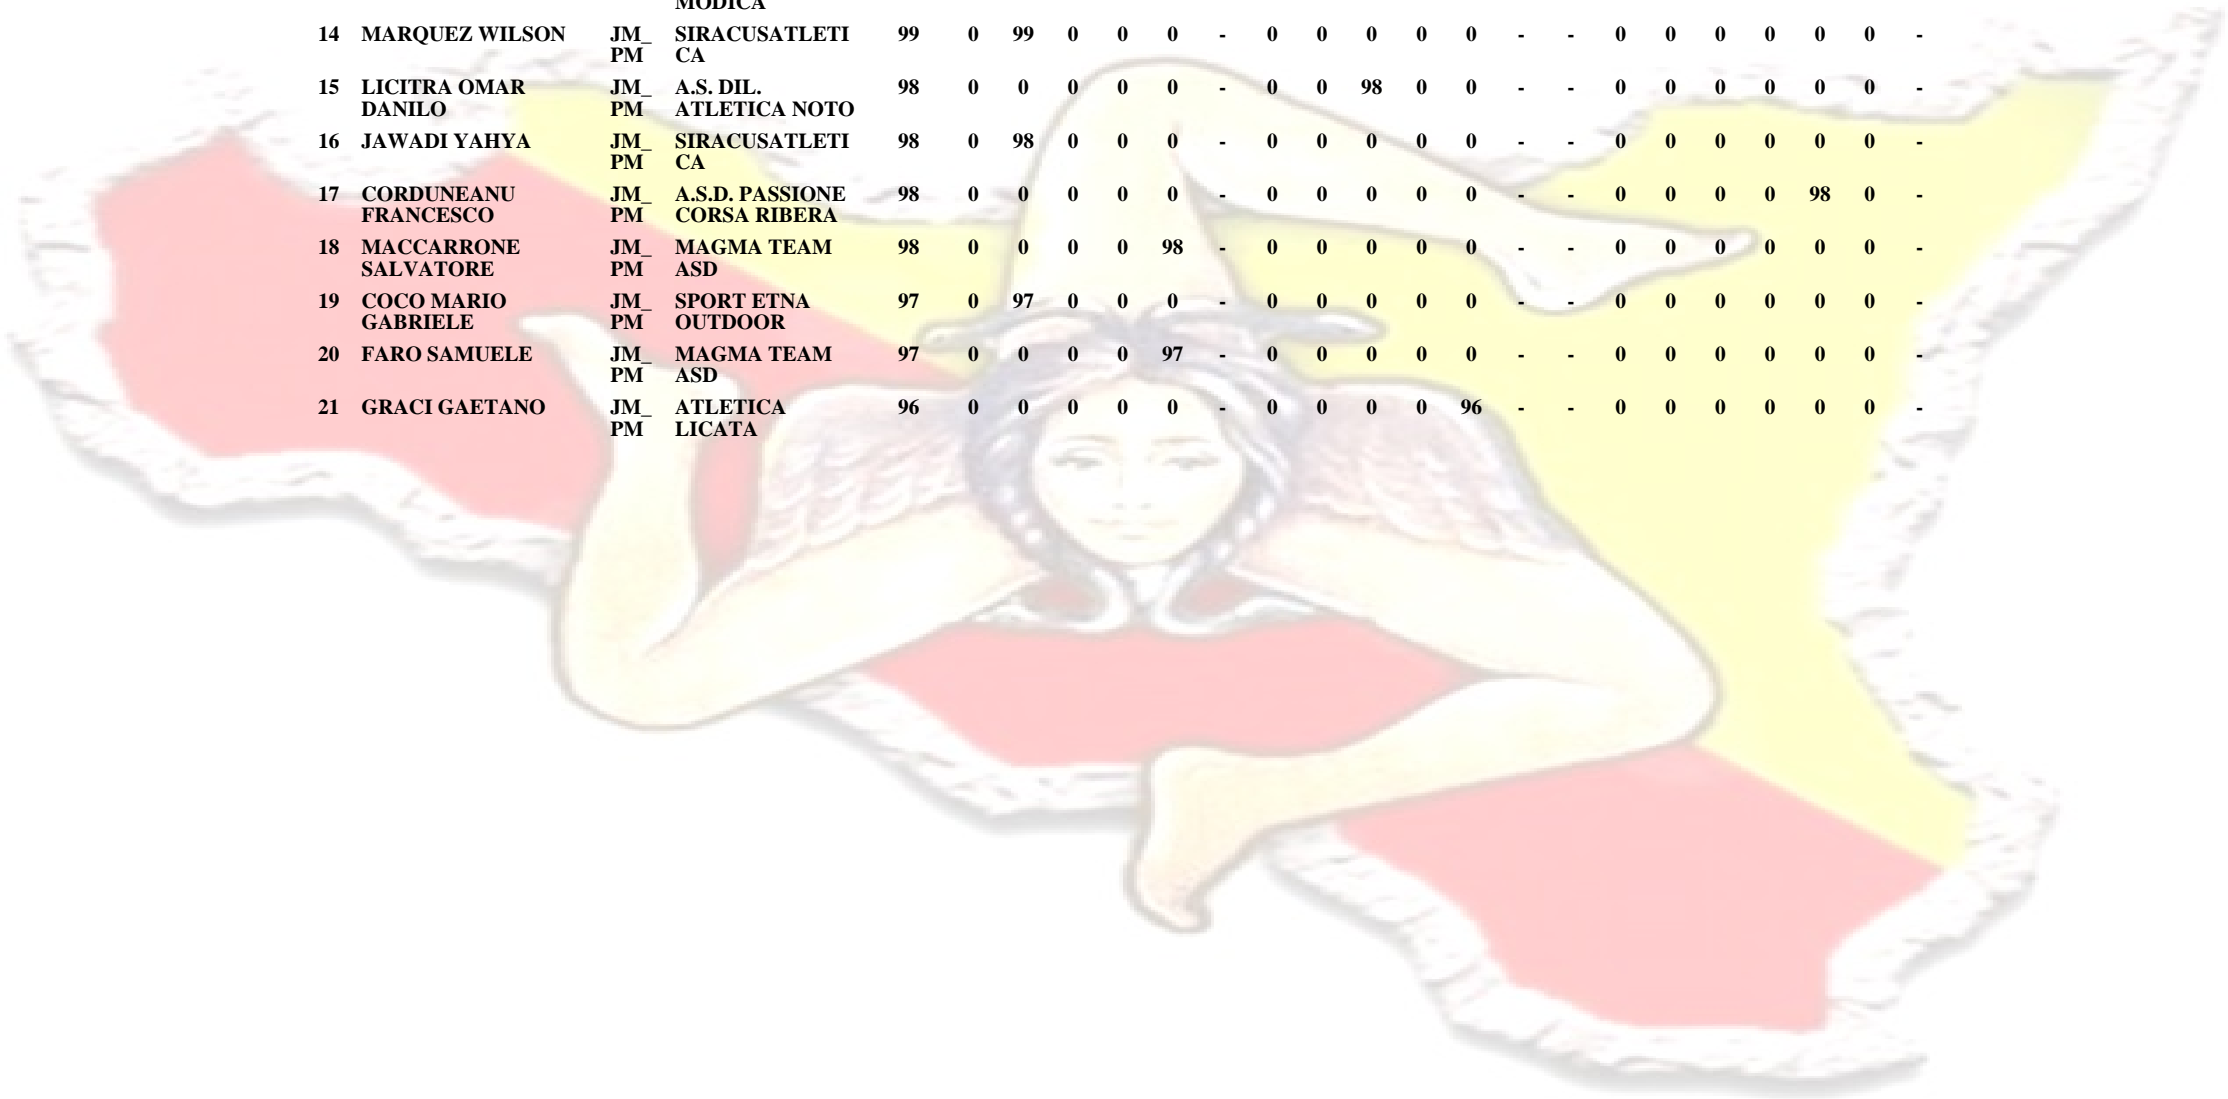 MODICA
14 MARQUEZ WILSON JM_ SIRACUSATLETI 99 0 99 0 0 0 - 0 0 0 0 0 - - 0 0 0 0 0 0 -
PM CA
15 LICITRA OMAR JM_ A.S. DIL. 98 0 0 0 0 0 - 0 0 98 0 0 - - 0 0 0 0 0 0 -
DANILO PM ATLETICA NOTO
16 JAWADI YAHYA JM_ SIRACUSATLETI 98 0 98 0 0 0 - 0 0 0 0 0 - - 0 0 0 0 0 0 -
PM CA
17 CORDUNEANU JM_ A.S.D. PASSIONE 98 0 0 0 0 0 - 0 0 0 0 0 - - 0 0 0 0 98 0 -
FRANCESCO PM CORSA RIBERA
18 MACCARRONE JM_ MAGMA TEAM 98 0 0 0 0 98 - 0 0 0 0 0 - - 0 0 0 0 0 0 -
SALVATORE PM ASD
19 COCO MARIO JM_ SPORT ETNA 97 0 97 0 0 0 - 0 0 0 0 0 - - 0 0 0 0 0 0 -
GABRIELE PM OUTDOOR
20 FARO SAMUELE JM_ MAGMA TEAM 97 0 0 0 0 97 - 0 0 0 0 0 - - 0 0 0 0 0 0 -
PM ASD
21 GRACI GAETANO JM_ ATLETICA 96 0 0 0 0 0 - 0 0 0 0 96 - - 0 0 0 0 0 0 -
PM LICATA